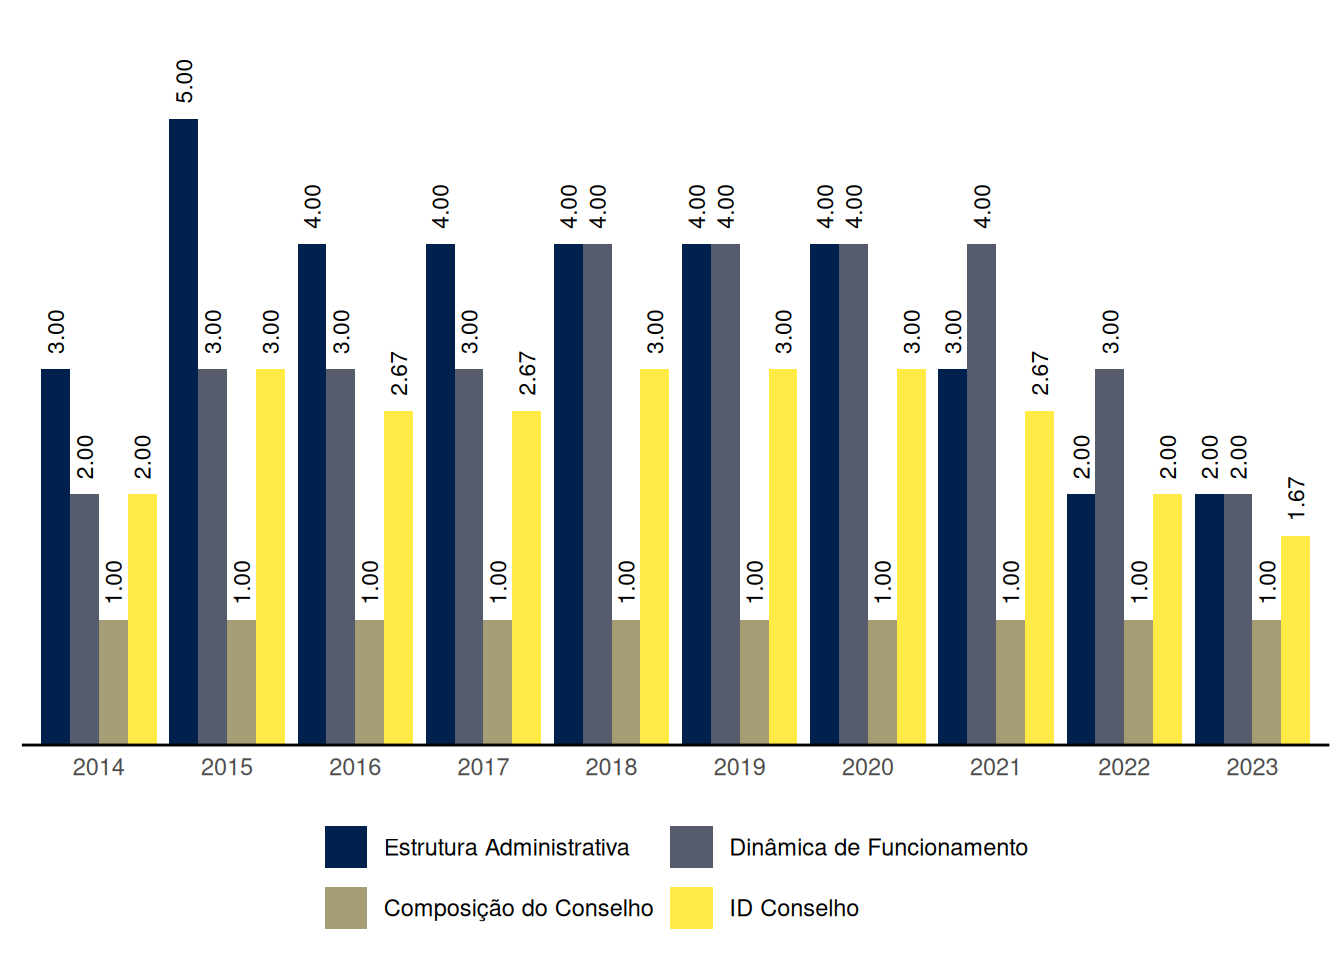 5.00
4.00 4.00 4.00 4.00 4.00 4.00 4.00 4.00 4.00
3.00 3.00 3.00 3.00 3.00 3.00 3.00 3.00 3.00 3.00
2.67 2.67 2.67
2.00 2.00 2.00 2.00 2.00 2.00
1.67
1.00 1.00 1.00 1.00 1.00 1.00 1.00 1.00 1.00 1.00
2014 2015 2016 2017 2018 2019 2020 2021 2022 2023
Estrutura Administrativa Dinâmica de Funcionamento
Composição do Conselho ID Conselho